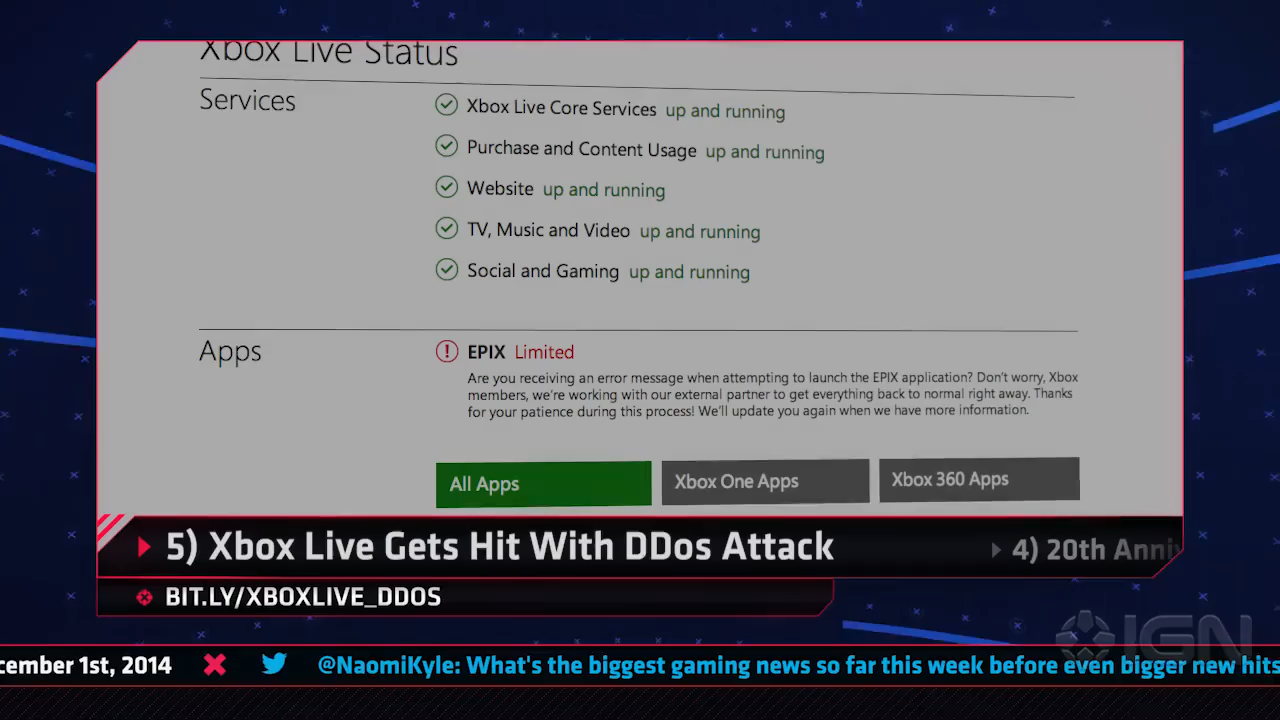 Xbox Live Status
Services
Xbox Live Core Services up and running
Purchase and Content Usage up and running
Website up and running
TV, Music and Video up and running
Social and Gaming up and running
Apps
EPIX Limited
Are you receiving an error message when attempting to launch the EPIX application? Don't worry, Xbox
members, we're working with our external partner to get everything back to normal right away. Thanks
for your patience during this process! We'll update you again when we have more information.
All Apps
Xbox One Apps
Xbox 360 Apps
5) Xbox Live Gets Hit With DDos Attack
4) 20th Anni
BIT.LY/XBOXLIVE_DDOS
IGN
cember 1st, 2014
@NaomiKyle: What's the biggest gaming news so far this week before even bigger new hits